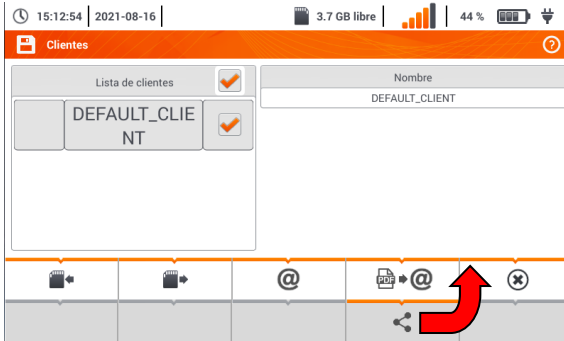 15:12:54 2021-08-16 3.7 GB libre 44 %
Clientes ?
Lista de clientes
DEFAULT_CLIE
NT
Nombre
DEFAULT_CLIENT
@ PDF @